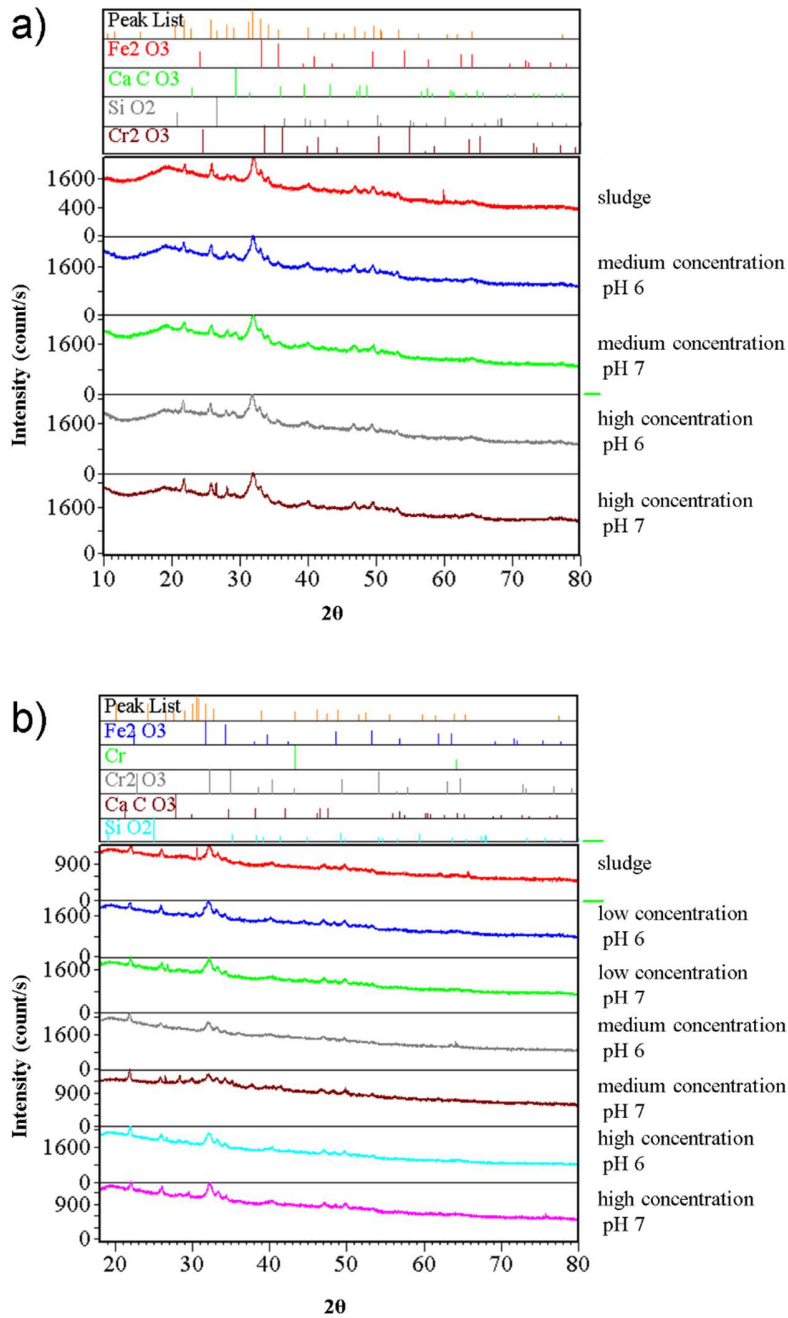 a)
Peak List
Fe2 O3
Ca C O3
Si O2
Cr2 O3
1600
400
0
sludge
1600
0
medium concentration
pH 6
1600
0
medium concentration
pH 7
1600
0
high concentration
pH 6
1600
0
high concentration
pH 7
Intensity (count/s)
10 20 30 40 50 60 70 80
2θ
b)
Peak List
Fe2 O3
Cr
Cr2 O3
Ca C O3
Si O2
900
0
sludge
1600
0
low concentration
pH 6
1600
0
low concentration
pH 7
1600
0
medium concentration
pH 6
900
0
medium concentration
pH 7
1600
0
high concentration
pH 6
900
0
high concentration
pH 7
Intensity (count/s)
20 30 40 50 60 70 80
2θ